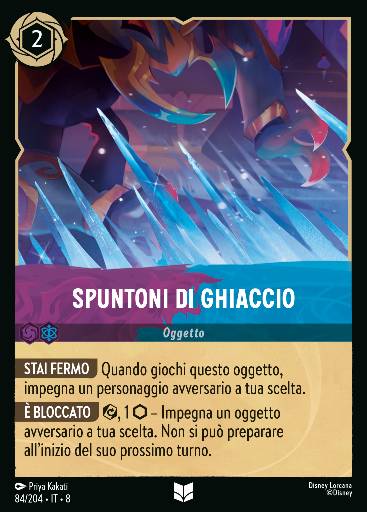 2
SPUNTONI DI GHIACCIO
Oggetto
STAI FERMO Quando giochi questo oggetto,
impegna un personaggio avversario a tua scelta.
È BLOCCATO , 1 – Impegna un oggetto
avversario a tua scelta. Non si può preparare
all'inizio del suo prossimo turno.
Priya Kakati
Disney Lorcana
84/204 • IT • 8
©Disney